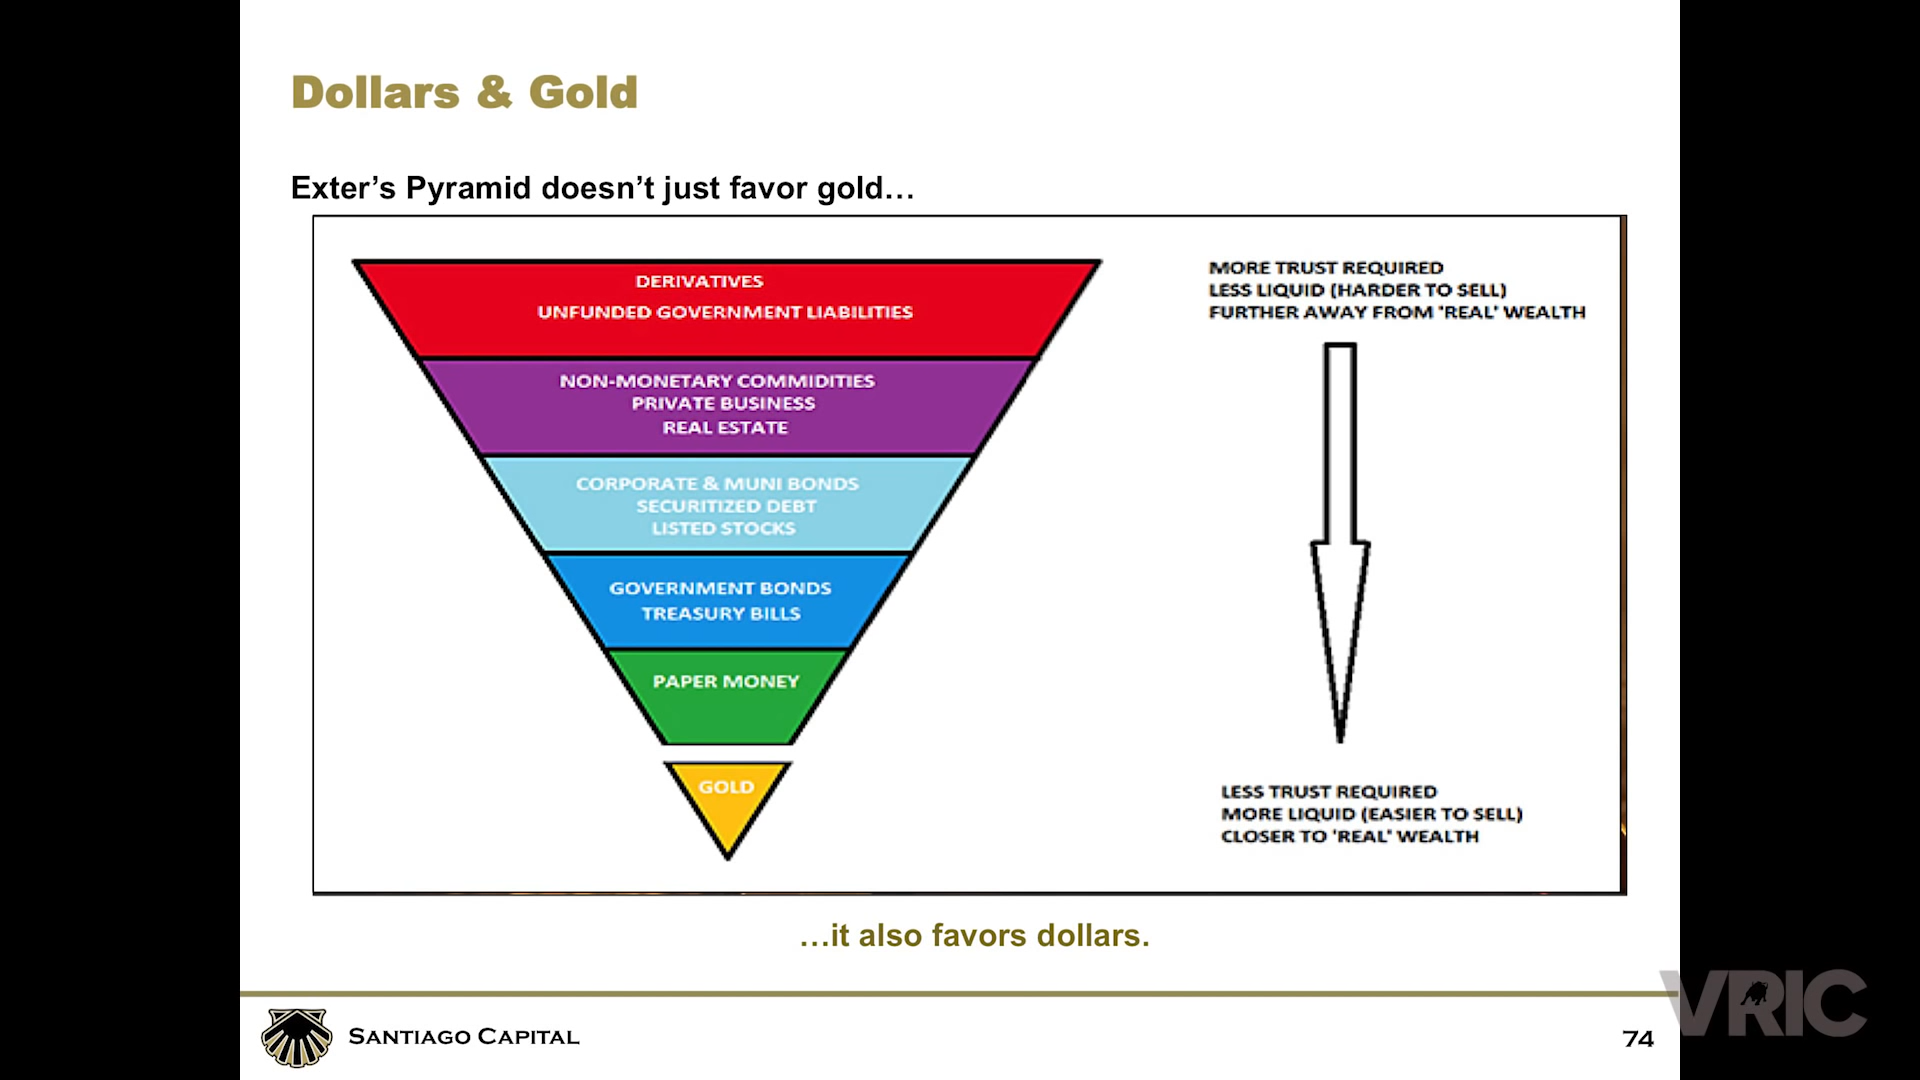 Dollars & Gold
Exter’s Pyramid doesn’t just favor gold…
DERIVATIVES
UNFUNDED GOVERNMENT LIABILITIES
NON-MONETARY COMMIDITIES
PRIVATE BUSINESS
REAL ESTATE
CORPORATE & MUNI BONDS
SECURITIZED DEBT
LISTED STOCKS
GOVERNMENT BONDS
TREASURY BILLS
PAPER MONEY
GOLD
MORE TRUST REQUIRED
LESS LIQUID (HARDER TO SELL)
FURTHER AWAY FROM 'REAL' WEALTH
LESS TRUST REQUIRED
MORE LIQUID (EASIER TO SELL)
CLOSER TO 'REAL' WEALTH
…it also favors dollars.
SANTIAGO CAPITAL
74
VRIC